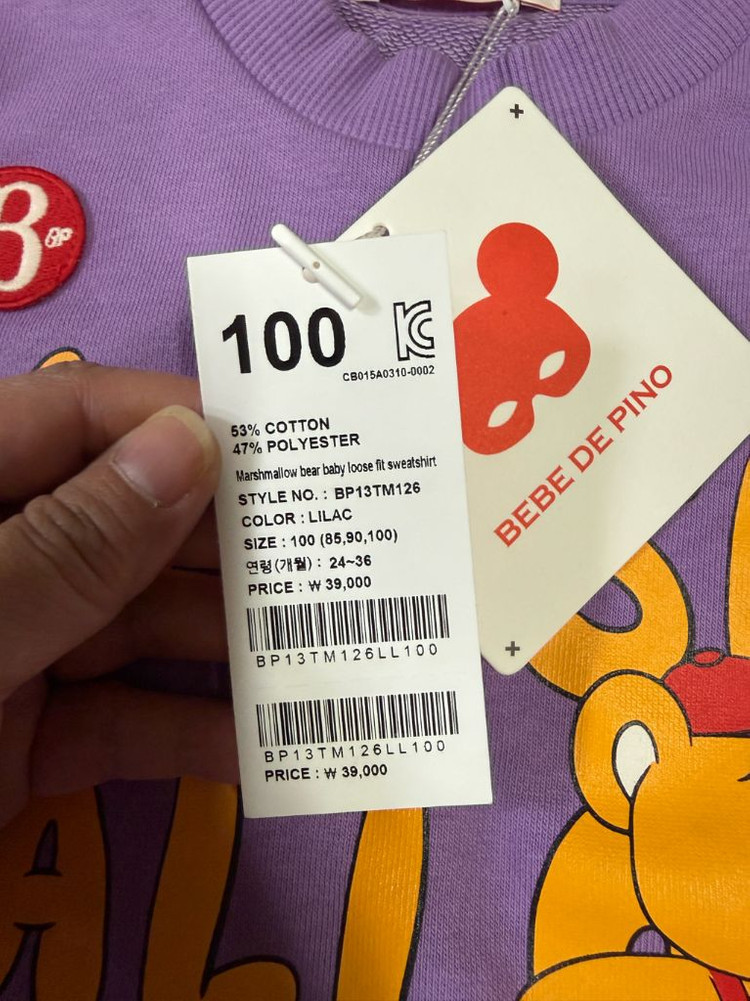 100
CB015A0310-0002
53% COTTON
47% POLYESTER
Marshmallow bear baby loose fit sweatshirt
STYLE NO. : BP13TM126
COLOR : LILAC
SIZE : 100 (85,90,100)
연령(개월) : 24~36
PRICE : ₩ 39,000
BP13TM126LL100
BP13TM126LL100
PRICE : ₩ 39,000
BEBE DE PINO
B